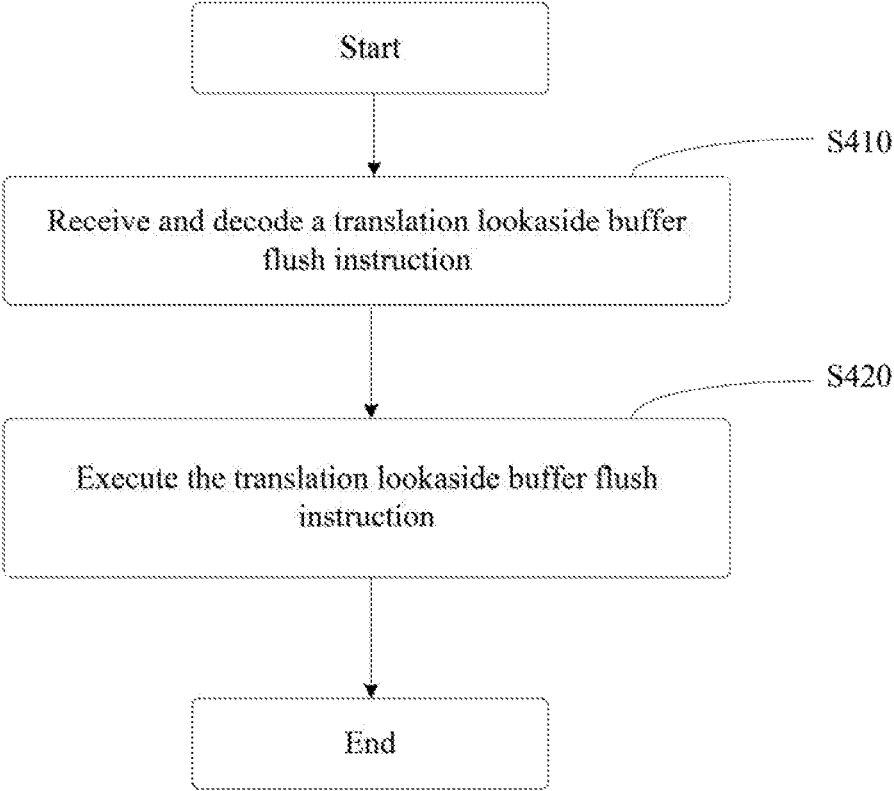 Start
S410
Receive and decode a translation lookaside buffer
flush instruction
S420
Execute the translation lookaside buffer flush
instruction
End